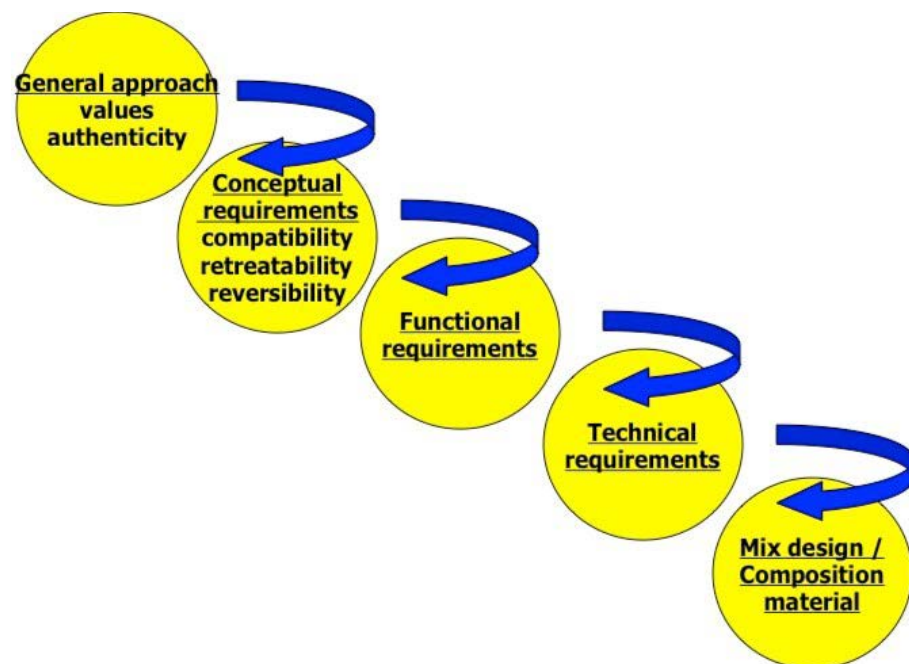 General approach
values
authenticity
Conceptual
requirements
compatibility
retreatability
reversibility
Functional
requirements
Technical
requirements
Mix design /
Composition
material